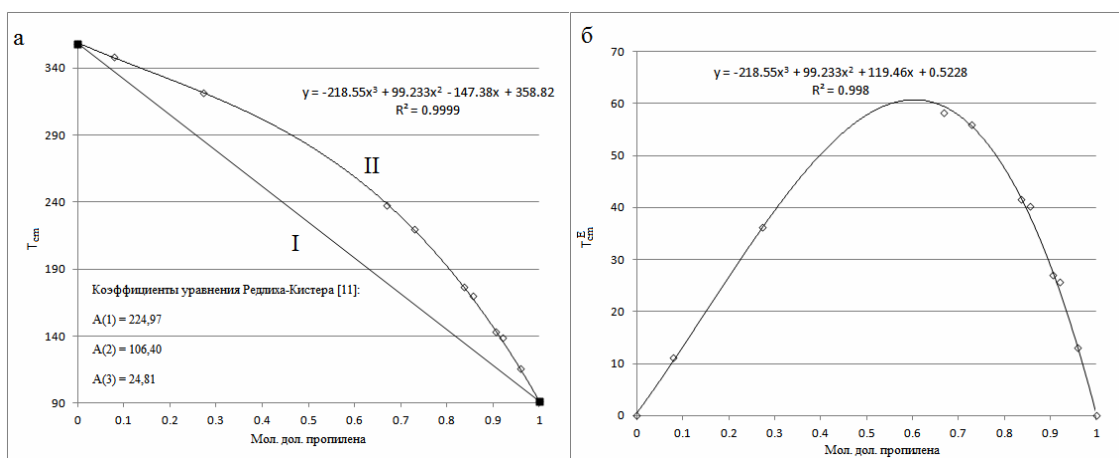 а
340
290
240
190
140
90
T_cm
y = -218.55x³ + 99.233x² - 147.38x + 358.82
R² = 0.9999
II
I
Коэффициенты уравнения Редлиха-Кистера [11]:
A(1) = 224,97
A(2) = 106,40
A(3) = 24,81
0 0.1 0.2 0.3 0.4 0.5 0.6 0.7 0.8 0.9 1
Мол. дол. пропилена
б
70
60
50
40
30
20
10
0
T_cm^E
y = -218.55x³ + 99.233x² + 119.46x + 0.5228
R² = 0.998
0 0.1 0.2 0.3 0.4 0.5 0.6 0.7 0.8 0.9 1
Мол. дол. пропилена